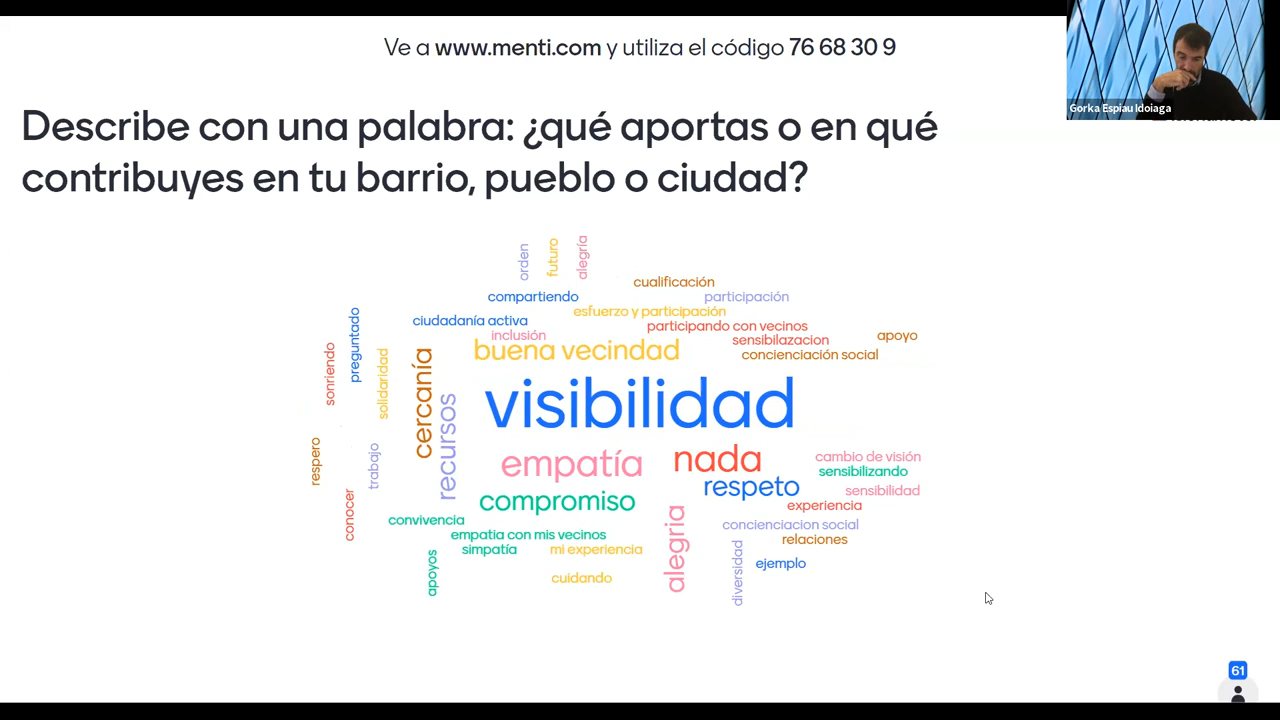 Ve a www.menti.com y utiliza el código 76 68 30 9
Gorka Espiau Idoiaga
Describe con una palabra: ¿qué aportas o en qué
contribuyes en tu barrio, pueblo o ciudad?
orden
futuro
alegría
cualificación
compartiendo
participación
esfuerzo y participación
ciudadanía activa
participando con vecinos
inclusión
sensibilazacion
apoyo
buena vecindad
concienciación social
preguntado
sonriendo
solidaridad
cercanía
recursos
visibilidad
respero
trabajo
conocer
empatía
nada
cambio de visión
sensibilizando
respeto
sensibilidad
compromiso
experiencia
alegria
convivencia
concienciacion social
empatia con mis vecinos
relaciones
simpatía
mi experiencia
apoyos
diversidad
ejemplo
cuidando
61